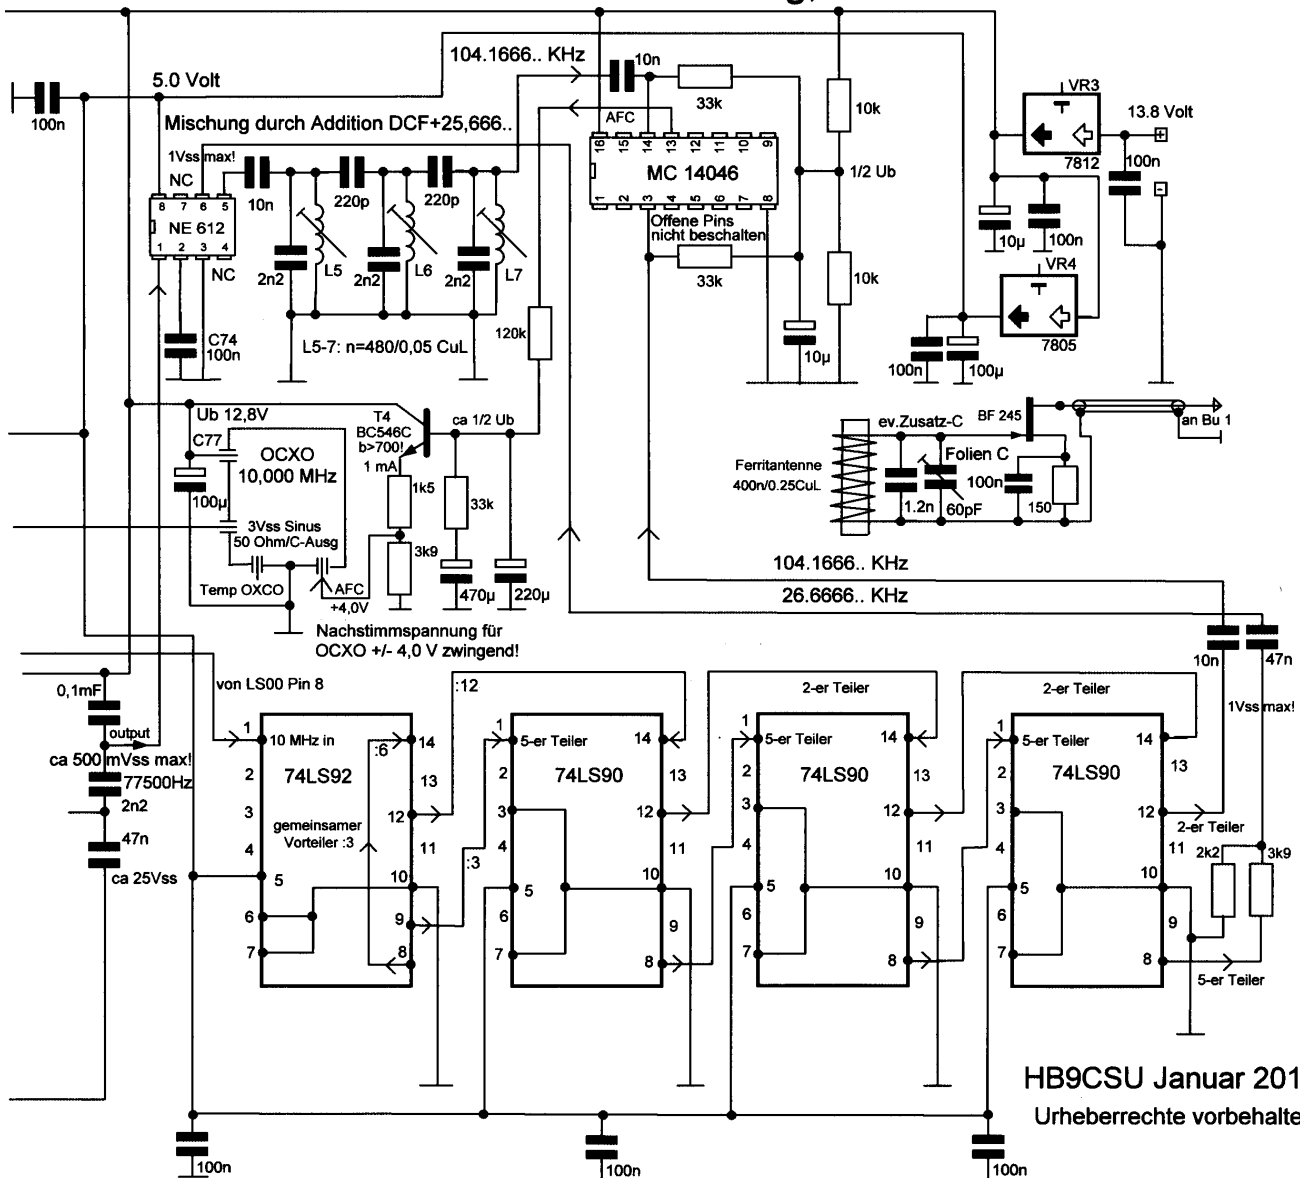 104.1666.. KHz
10n
5.0 Volt
33k
VR3
13.8 Volt
100n
AFC
10k
Mischung durch Addition DCF+25,666..
7812
100n
1Vss max!
16 15 14 13 12 11 10 9
MC 14046
1/2 Ub
NC
10n
220p
220p
1 2 3 4 5 6 7 8
8 7 6 5
NE 612
1 2 3 4
Offene Pins
nicht beschalten
10µ
100n
NC
2n2
L5
2n2
L6
2n2
L7
33k
10k
VR4
C74
100n
L5-7: n=480/0,05 CuL
120k
10µ
7805
100n
100µ
Ub 12,8V
T4
BC546C
b>700!
1 mA
ca 1/2 Ub
ev.Zusatz-C
BF 245
an Bu 1
C77
OCXO
10,000 MHz
Folien C
Ferritantenne
400n/0.25CuL
100n
100µ
1k5
33k
1.2n
60pF
150
3Vss Sinus
50 Ohm/C-Ausg
3k9
104.1666.. KHz
Temp OXCO
AFC
+4,0V
470µ
220µ
26.6666.. KHz
Nachstimmspannung für
OCXO +/- 4,0 V zwingend!
10n
47n
0,1mF
von LS00 Pin 8
:12
2-er Teiler
2-er Teiler
1Vss max!
output
1
10 MHz in
:6
14
1
5-er Teiler
14
1
5-er Teiler
14
1
5-er Teiler
14
ca 500 mVss max!
77500Hz
2n2
2
74LS92
13
2
74LS90
13
2
74LS90
13
2
74LS90
13
3
12
3
12
3
12
3
12
47n
gemeinsamer
Vorteiler :3
2-er Teiler
4
11
:3
4
11
4
11
4
11
2k2
3k9
ca 25Vss
5
10
5
10
5
10
5
10
6
9
6
9
6
9
6
9
7
8
7
8
7
8
7
8
5-er Teiler
HB9CSU Januar 201
Urheberrechte vorbehalte
100n
100n
100n